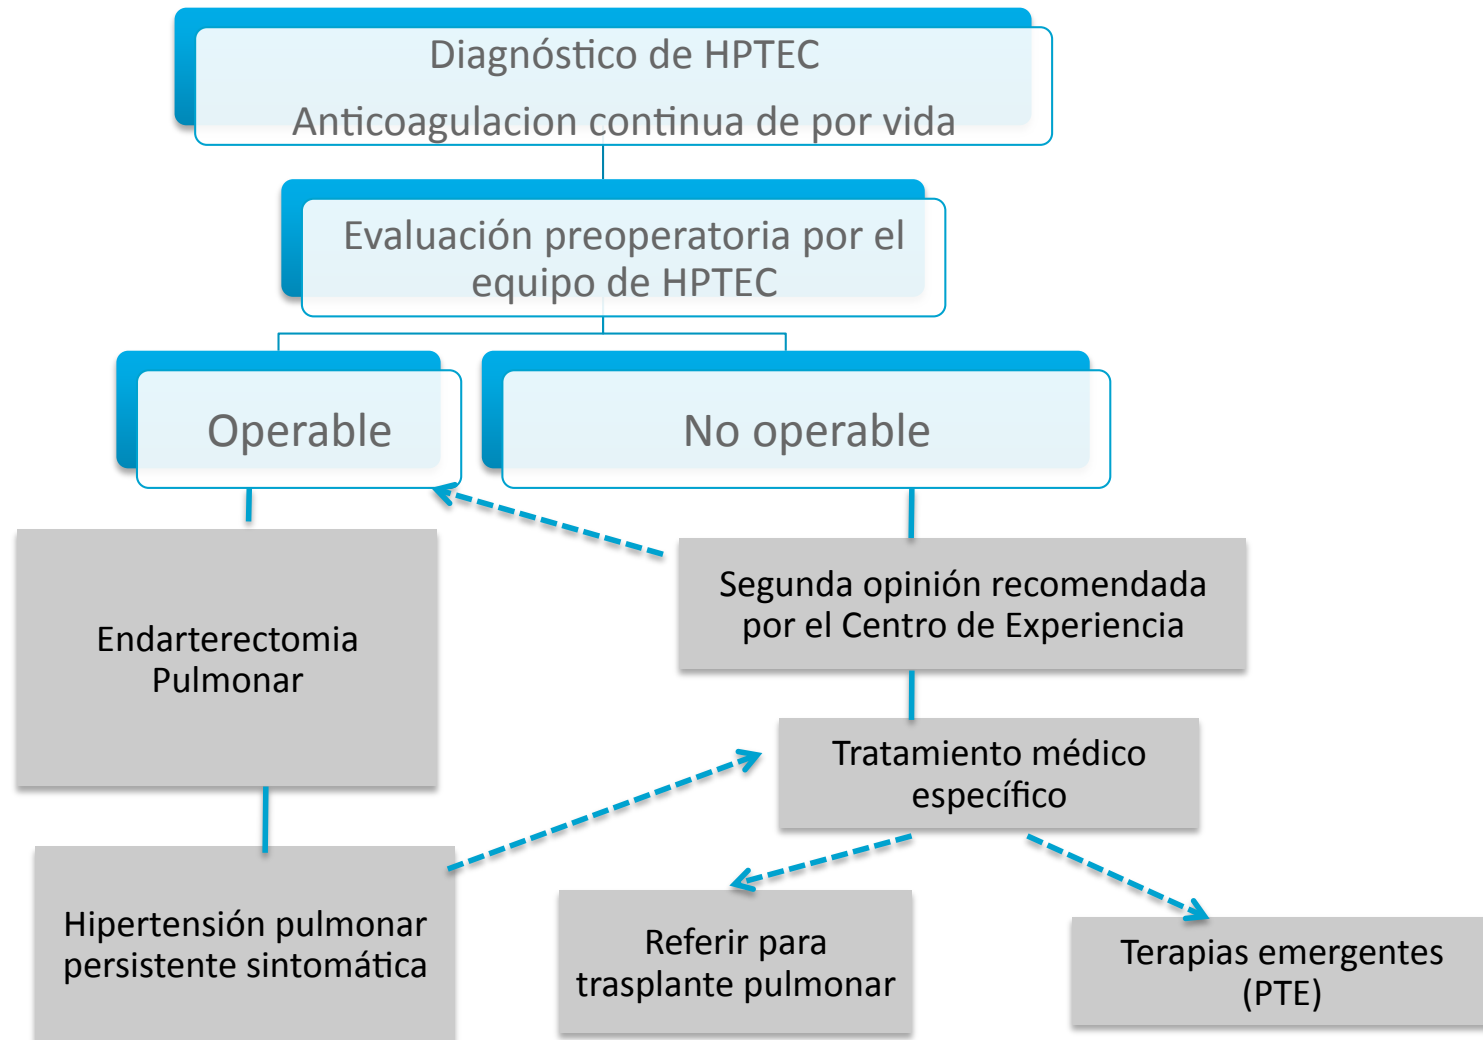 Diagnóstico de HPTEC
Anticoagulacion continua de por vida
Evaluación preoperatoria por el
equipo de HPTEC
Operable
No operable
Endarterectomia
Pulmonar
Segunda opinión recomendada
por el Centro de Experiencia
Tratamiento médico
específico
Hipertensión pulmonar
persistente sintomática
Referir para
trasplante pulmonar
Terapias emergentes
(PTE)